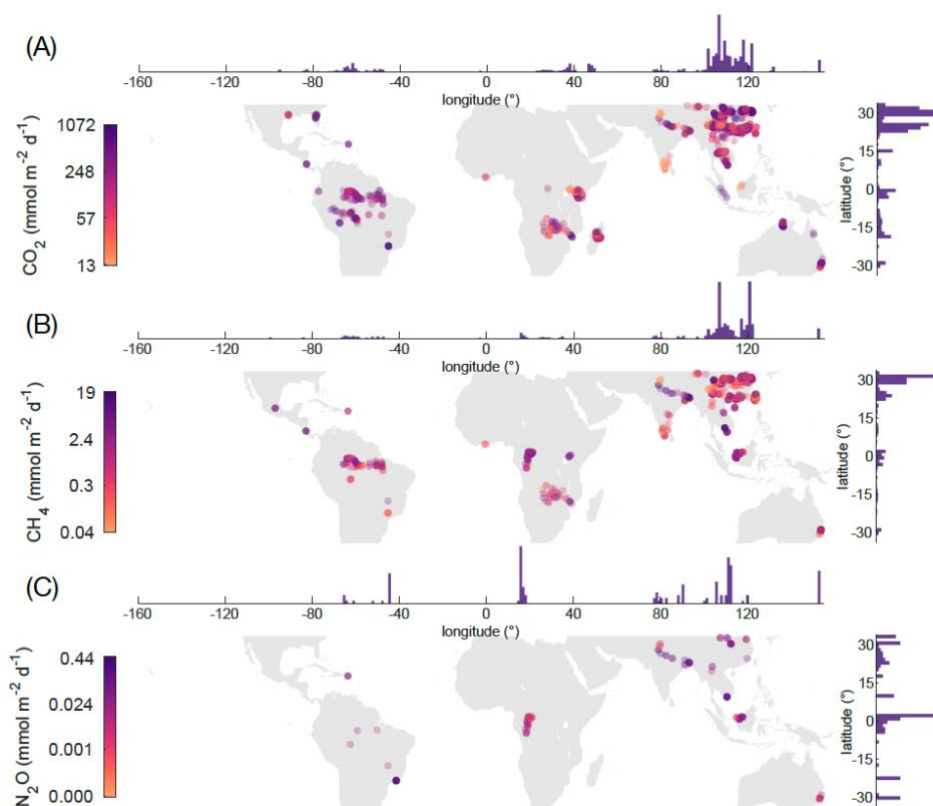 (A)
-160 -120 -80 -40 0 40 80 120
longitude (°)
CO2 (mmol m−2 d−1)
1072
248
57
13
latitude (°)
30
15
0
-15
-30
(B)
-160 -120 -80 -40 0 40 80 120
longitude (°)
CH4 (mmol m−2 d−1)
19
2.4
0.3
0.04
latitude (°)
30
15
0
-15
-30
(C)
-160 -120 -80 -40 0 40 80 120
longitude (°)
N2O (mmol m−2 d−1)
0.44
0.024
0.001
0.000
latitude (°)
30
15
0
-15
-30